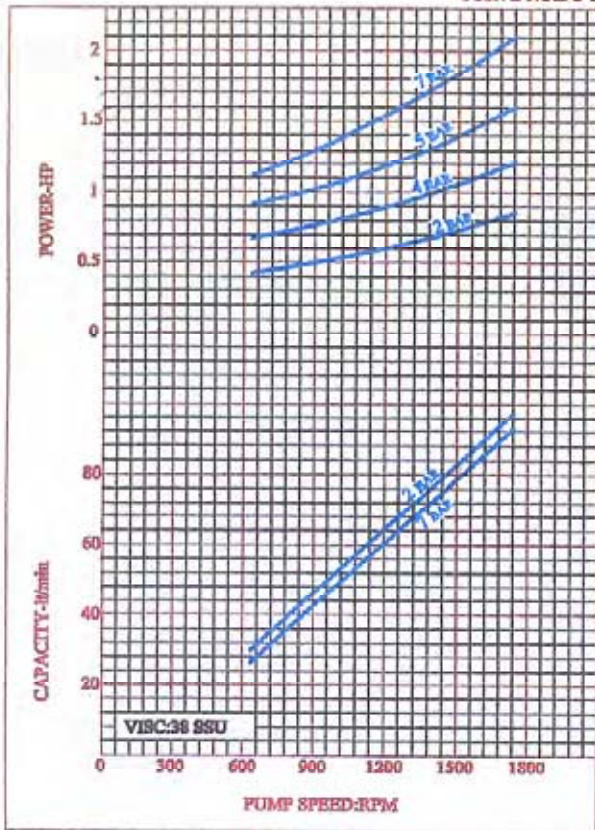 2
7 BAR
1.5
5 BAR
1
4 BAR
POWER-HP
2 BAR
0.5
0
80
2 BAR
7 BAR
60
CAPACITY-lt/min
40
20
VISC:38 SSU
0 300 600 900 1200 1500 1800
PUMP SPEED:RPM